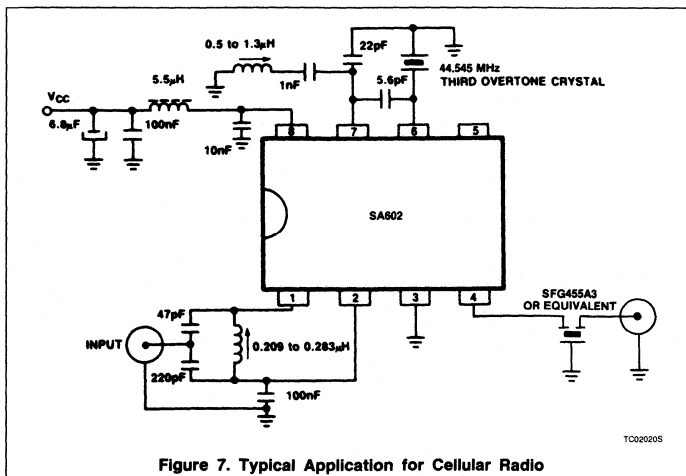 0.5 to 1.3μH
22pF
1nF
44.545 MHz
THIRD OVERTONE CRYSTAL
5.5μH
5.6pF
VCC
6.8μF
100nF
10nF
8
7
6
5
SA602
1
2
3
4
SFG455A3
OR EQUIVALENT
47pF
INPUT
0.209 to 0.283μH
220pF
100nF
TC02020S
Figure 7. Typical Application for Cellular Radio